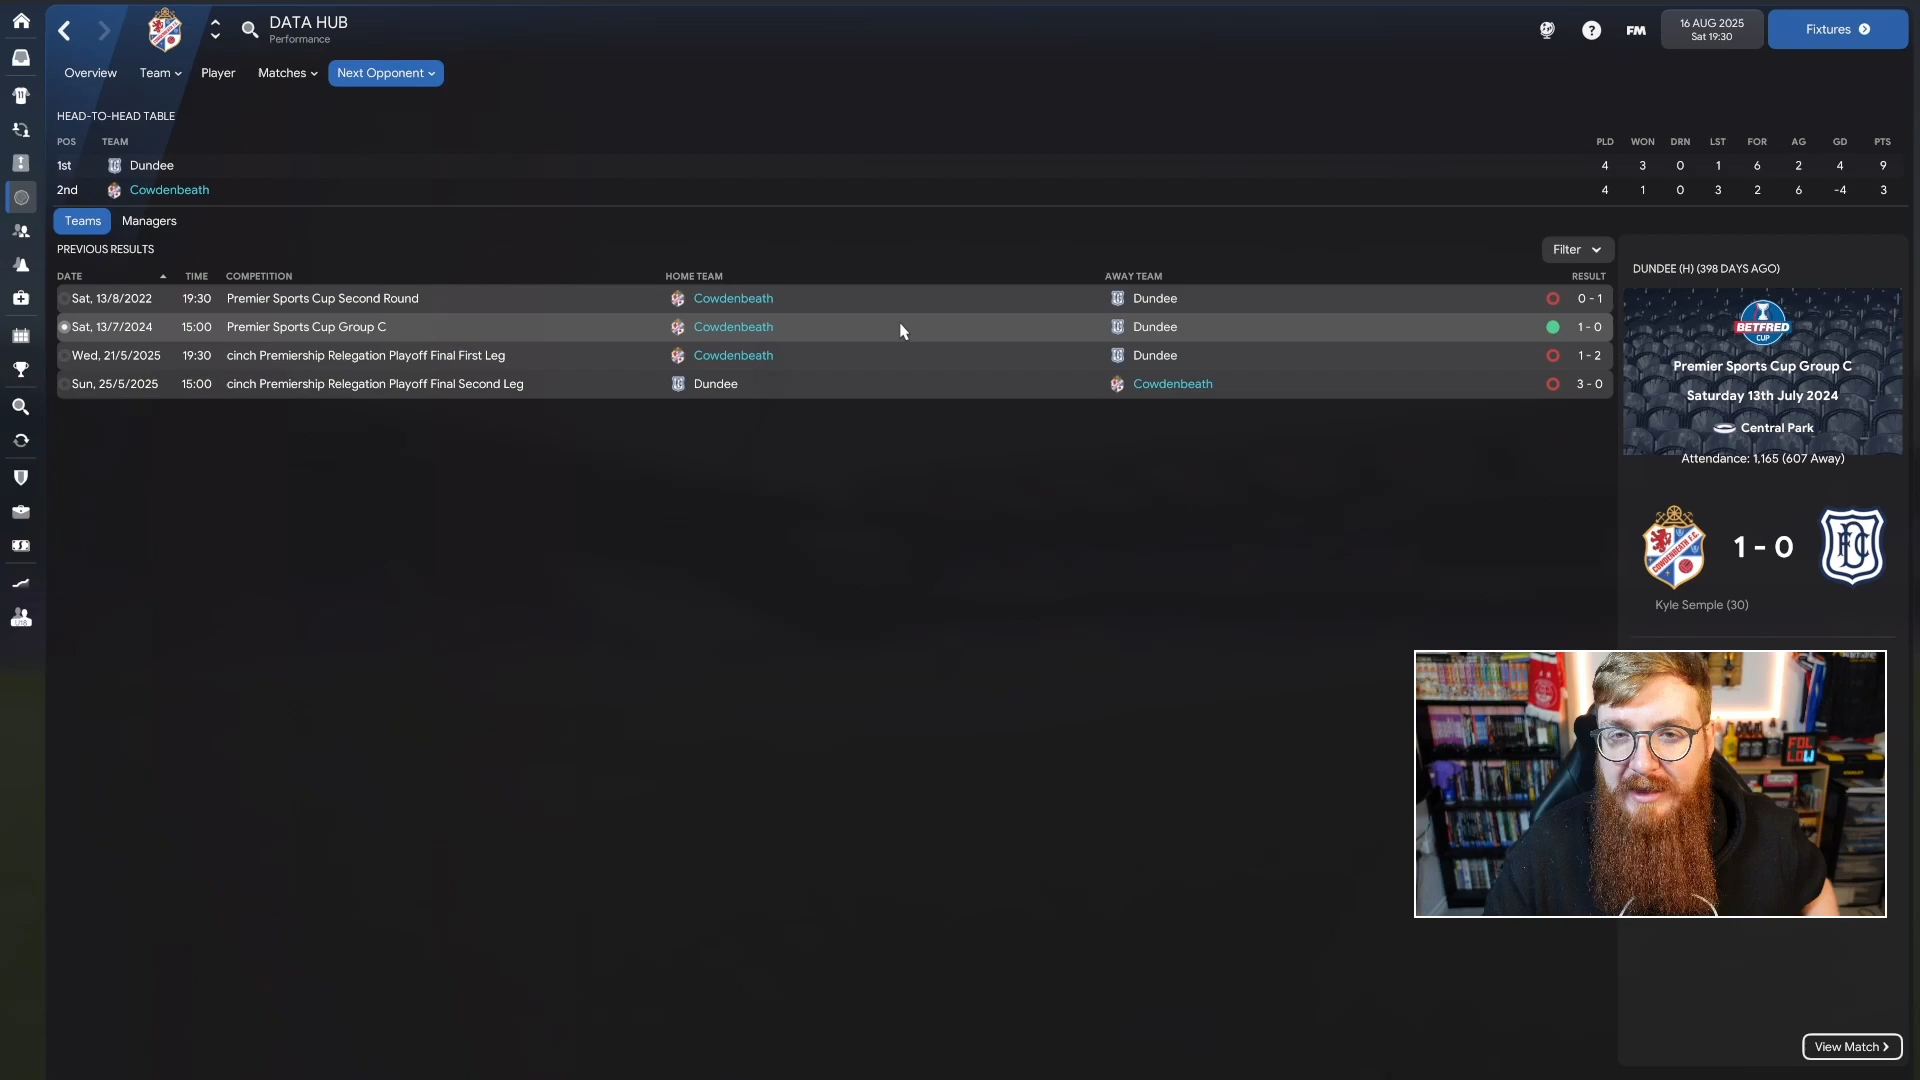 DATA HUB
Performance
FM
16 AUG 2025
Sat 19:30
Fixtures
Overview
Team
Player
Matches
Next Opponent
HEAD-TO-HEAD TABLE
POS TEAM PLD WON DRN LST FOR AG GD PTS
1st Dundee 4 3 0 1 6 2 4 9
2nd Cowdenbeath 4 1 0 3 2 6 -4 3
Teams
Managers
PREVIOUS RESULTS
Filter
DATE TIME COMPETITION HOME TEAM AWAY TEAM RESULT
Sat, 13/8/2022 19:30 Premier Sports Cup Second Round Cowdenbeath Dundee 0 - 1
Sat, 13/7/2024 15:00 Premier Sports Cup Group C Cowdenbeath Dundee 1 - 0
Wed, 21/5/2025 19:30 cinch Premiership Relegation Playoff Final First Leg Cowdenbeath Dundee 1 - 2
Sun, 25/5/2025 15:00 cinch Premiership Relegation Playoff Final Second Leg Dundee Cowdenbeath 3 - 0
DUNDEE (H) (398 DAYS AGO)
BETFRED
CUP
Premier Sports Cup Group C
Saturday 13th July 2024
Central Park
Attendance: 1,165 (607 Away)
COWDENBEATH F.C.
1 - 0
DFC
Kyle Semple (30)
FOL
LOW
View Match
U18
11